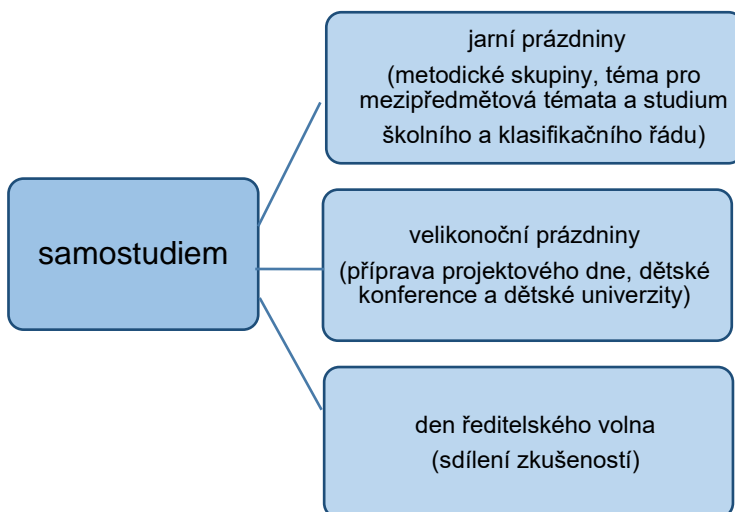 jarní prázdniny
(metodické skupiny, téma pro
mezipředmětová témata a studium
školního a klasifikačního řádu)
samostudiem
velikonoční prázdniny
(příprava projektového dne, dětské
konference a dětské univerzity)
den ředitelského volna
(sdílení zkušeností)